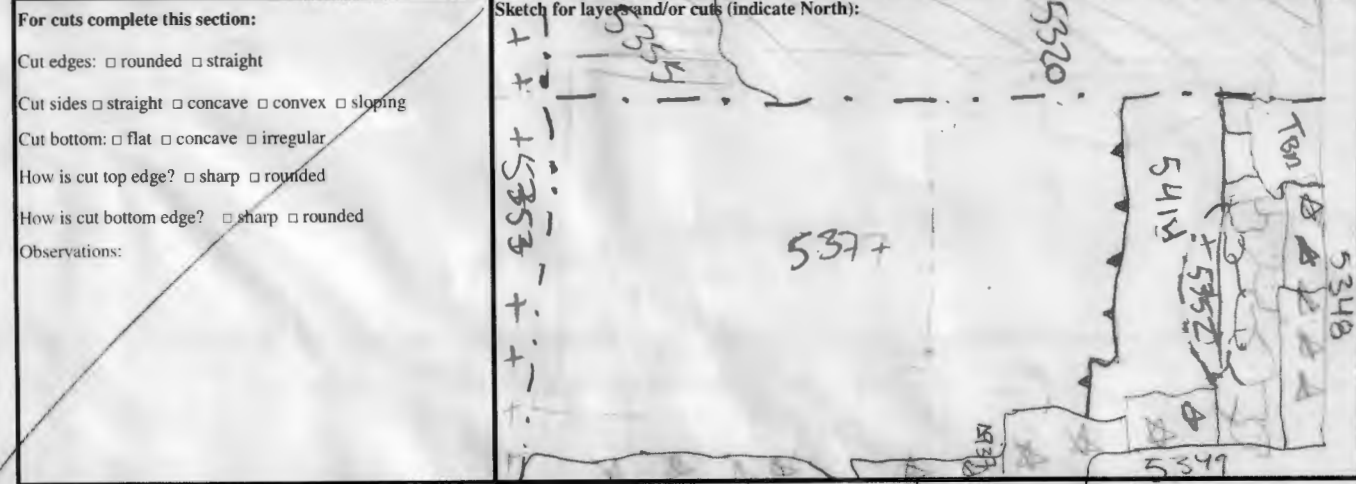 For cuts complete this section:
Cut edges: □ rounded □ straight
Cut sides □ straight □ concave □ convex □ sloping
Cut bottom: □ flat □ concave □ irregular
How is cut top edge? □ sharp □ rounded
How is cut bottom edge? □ sharp □ rounded
Observations:
Sketch for layers and/or cuts (indicate North):
5354
5320
5353
5377
5414
5352
5348
5349